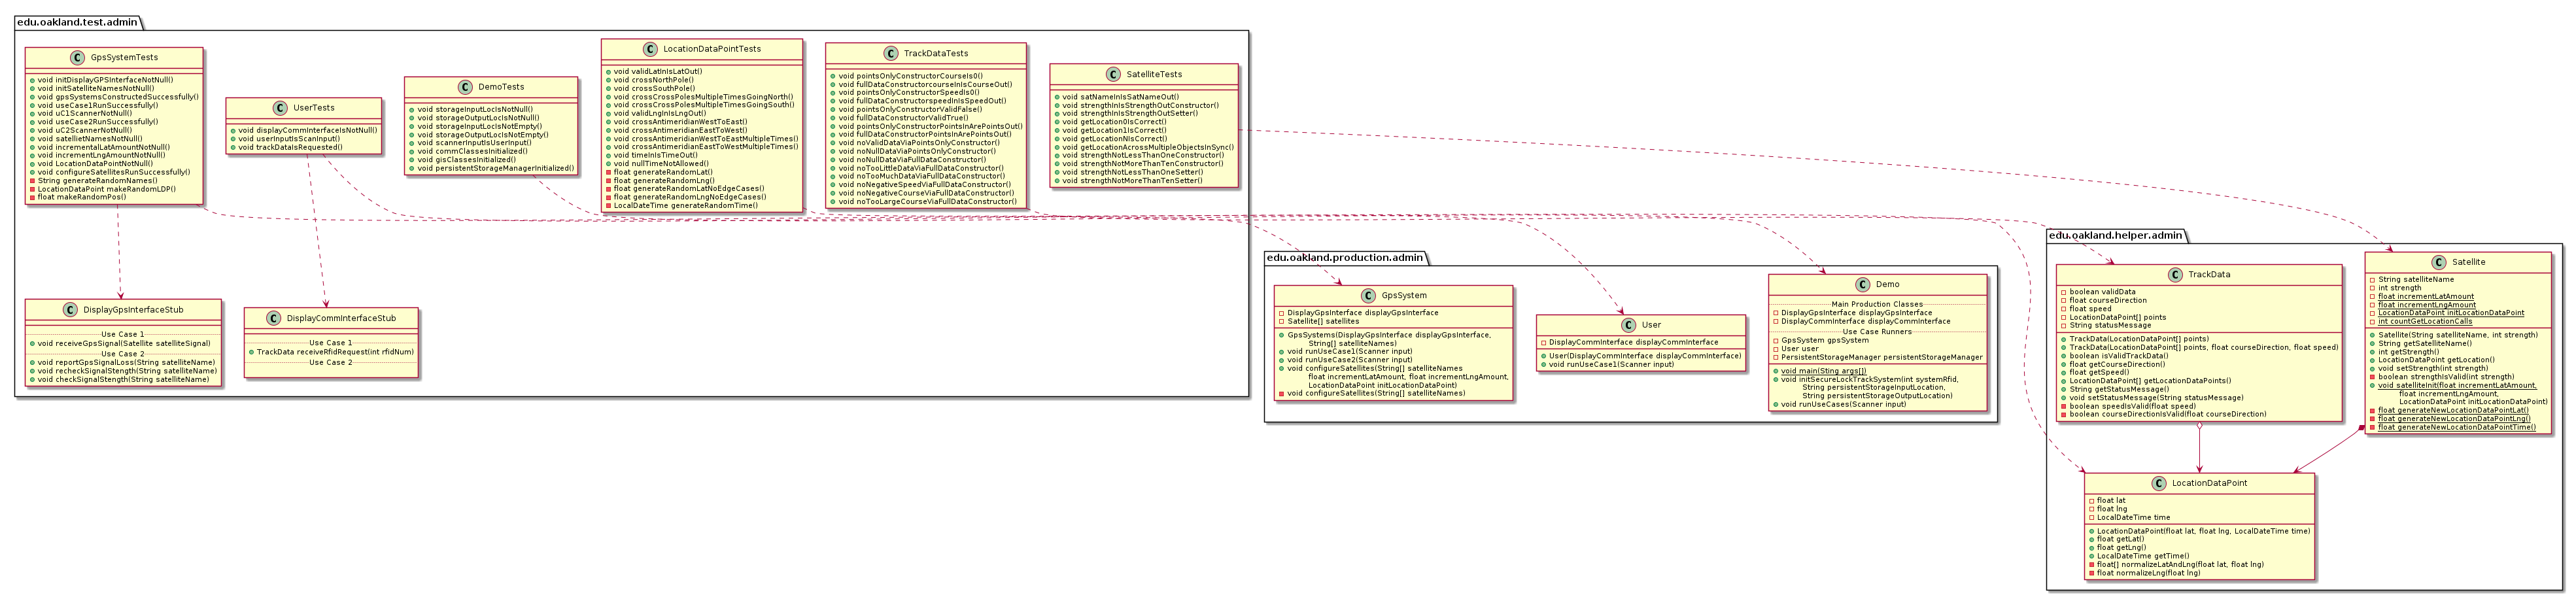 edu.oakland.test.admin
GpsSystemTests
void initDisplayGPSInterfaceNotNull()
void initSatelliteNamesNotNull()
void gpsSystemsConstructedSuccessfully()
void useCase1RunSuccessfully()
void uC1ScannerNotNull()
void useCase2RunSuccessfully()
void uC2ScannerNotNull()
void satellietNamesNotNull()
void incrementalLatAmountNotNull()
void incrementLngAmountNotNull()
void LocationDataPointNotNull()
void configureSatellitesRunSuccessfully()
String generateRandomNames()
LocationDataPoint makeRandomLDP()
float makeRandomPos()
UserTests
void displayCommInterfaceIsNotNull()
void userInputIsScanInput()
void trackDataIsRequested()
DemoTests
void storageInputLocIsNotNull()
void storageOutputLocIsNotNull()
void storageInputLocIsNotEmpty()
void storageOutputLocIsNotEmpty()
void scannerInputIsUserInput()
void commClassesInitialized()
void gisClassesInitialized()
void persistentStorageManagerInitialized()
LocationDataPointTests
void validLatInIsLatOut()
void crossNorthPole()
void crossSouthPole()
void crossCrossPolesMultipleTimesGoingNorth()
void crossCrossPolesMultipleTimesGoingSouth()
void validLngInIsLngOut()
void crossAntimeridianWestToEast()
void crossAntimeridianEastToWest()
void crossAntimeridianWestToEastMultipleTimes()
void crossAntimeridianEastToWestMultipleTimes()
void timeInIsTimeOut()
void nullTimeNotAllowed()
float generateRandomLat()
float generateRandomLng()
float generateRandomLatNoEdgeCases()
float generateRandomLngNoEdgeCases()
LocalDateTime generateRandomTime()
TrackDataTests
void pointsOnlyConstructorCourseIs0()
void fullDataConstructorcourseInIsCourseOut()
void pointsOnlyConstructorSpeedIs0()
void fullDataConstructorspeedInIsSpeedOut()
void pointsOnlyConstructorValidFalse()
void fullDataConstructorValidTrue()
void pointsOnlyConstructorPointsInArePointsOut()
void fullDataConstructorPointsInArePointsOut()
void noValidDataViaPointsOnlyConstructor()
void noNullDataViaPointsOnlyConstructor()
void noNullDataViaFullDataConstructor()
void noTooLittleDataViaFullDataConstructor()
void noTooMuchDataViaFullDataConstructor()
void noNegativeSpeedViaFullDataConstructor()
void noNegativeCourseViaFullDataConstructor()
void noTooLargeCourseViaFullDataConstructor()
SatelliteTests
void satNameInIsSatNameOut()
void strengthInIsStrengthOutConstructor()
void strengthInIsStrengthOutSetter()
void getLocation0IsCorrect()
void getLocation1IsCorrect()
void getLocationNIsCorrect()
void getLocationAcrossMultipleObjectsInSync()
void strengthNotLessThanOneConstructor()
void strengthNotMoreThanTenConstructor()
void strengthNotLessThanOneSetter()
void strengthNotMoreThanTenSetter()
DisplayGpsInterfaceStub
Use Case 1
void receiveGpsSignal(Satellite satelliteSignal)
Use Case 2
void reportGpsSignalLoss(String satelliteName)
void recheckSignalStength(String satelliteName)
void checkSignalStength(String satelliteName)
DisplayCommInterfaceStub
Use Case 1
TrackData receiveRfidRequest(int rfidNum)
Use Case 2
edu.oakland.production.admin
GpsSystem
DisplayGpsInterface displayGpsInterface
Satellite[] satellites
GpsSystems(DisplayGpsInterface displayGpsInterface,
String[] satelliteNames)
void runUseCase1(Scanner input)
void runUseCase2(Scanner input)
void configureSatellites(String[] satelliteNames
float incrementLatAmount, float incrementLngAmount,
LocationDataPoint initLocationDataPoint)
void configureSatellites(String[] satelliteNames)
User
DisplayCommInterface displayCommInterface
User(DisplayCommInterface displayCommInterface)
void runUseCase1(Scanner input)
Demo
Main Production Classes
DisplayGpsInterface displayGpsInterface
DisplayCommInterface displayCommInterface
Use Case Runners
GpsSystem gpsSystem
User user
PersistentStorageManager persistentStorageManager
void main(String args[])
void initSecureLockTrackSystem(int systemRfid,
String persistentStorageInputLocation,
String persistentStorageOutputLocation)
void runUseCases(Scanner input)
edu.oakland.helper.admin
TrackData
boolean validData
float courseDirection
float speed
LocationDataPoint[] points
String statusMessage
TrackData(LocationDataPoint[] points)
TrackData(LocationDataPoint[] points, float courseDirection, float speed)
boolean isValidTrackData()
float getCourseDirection()
float getSpeed()
LocationDataPoint[] getLocationDataPoints()
String getStatusMessage()
void setStatusMessage(String statusMessage)
boolean speedIsValid(float speed)
boolean courseDirectionIsValid(float courseDirection)
Satellite
String satelliteName
int strength
float incrementLatAmount
float incrementLngAmount
LocationDataPoint initLocationDataPoint
int countGetLocationCalls
Satellite(String satelliteName, int strength)
String getSatelliteName()
int getStrength()
LocationDataPoint getLocation()
void setStrength(int strength)
boolean strengthIsValid(int strength)
void satelliteInit(float incrementLatAmount,
float incrementLngAmount,
LocationDataPoint initLocationDataPoint)
float generateNewLocationDataPointLat()
float generateNewLocationDataPointLng()
float generateNewLocationDataPointTime()
LocationDataPoint
float lat
float lng
LocalDateTime time
LocationDataPoint(float lat, float lng, LocalDateTime time)
float getLat()
float getLng()
LocalDateTime getTime()
float[] normalizeLatAndLng(float lat, float lng)
float normalizeLng(float lng)